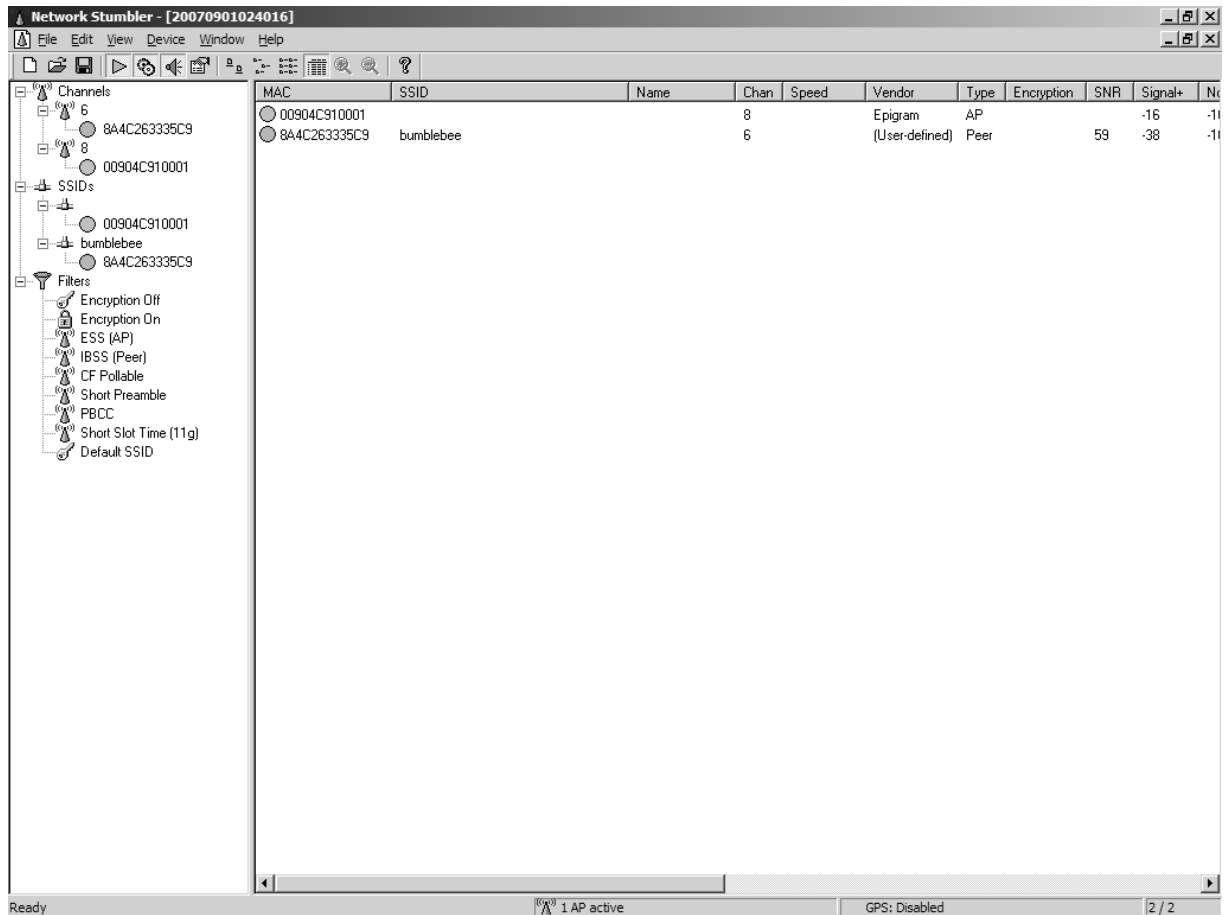 Network Stumbler - [20070901024016]
File Edit View Device Window Help
Channels
6
8A4C263335C9
8
00904C910001
SSIDs
00904C910001
bumblebee
8A4C263335C9
Filters
Encryption Off
Encryption On
ESS (AP)
IBSS (Peer)
CF Pollable
Short Preamble
PBCC
Short Slot Time (11g)
Default SSID
MAC SSID Name Chan Speed Vendor Type Encryption SNR Signal+
00904C910001 8 Epigram AP -16
8A4C263335C9 bumblebee 6 (User-defined) Peer 59 -38
Ready 1 AP active GPS: Disabled 2 / 2